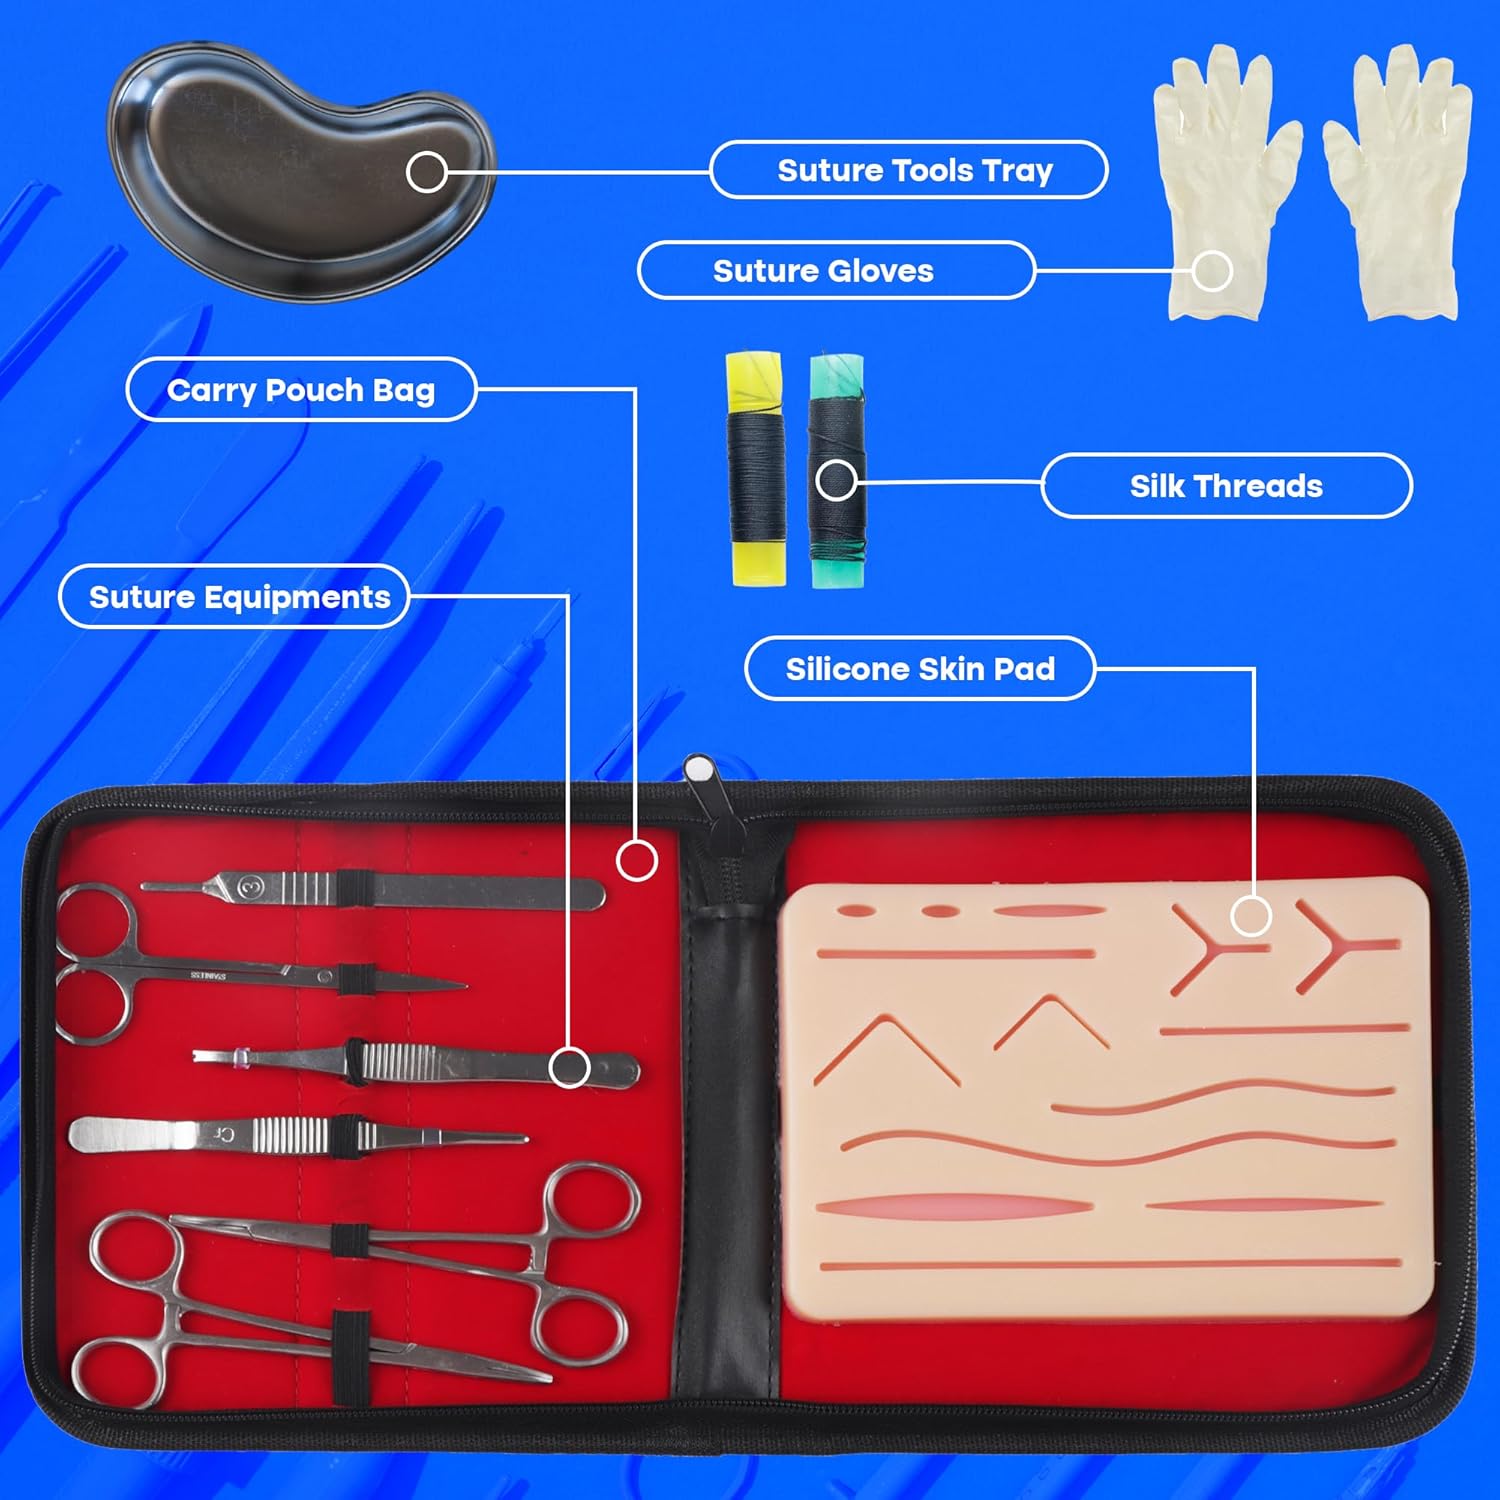 Suture Tools Tray
Suture Gloves
Carry Pouch Bag
Silk Threads
Suture Equipments
Silicone Skin Pad
3
STAINLESS
Cr